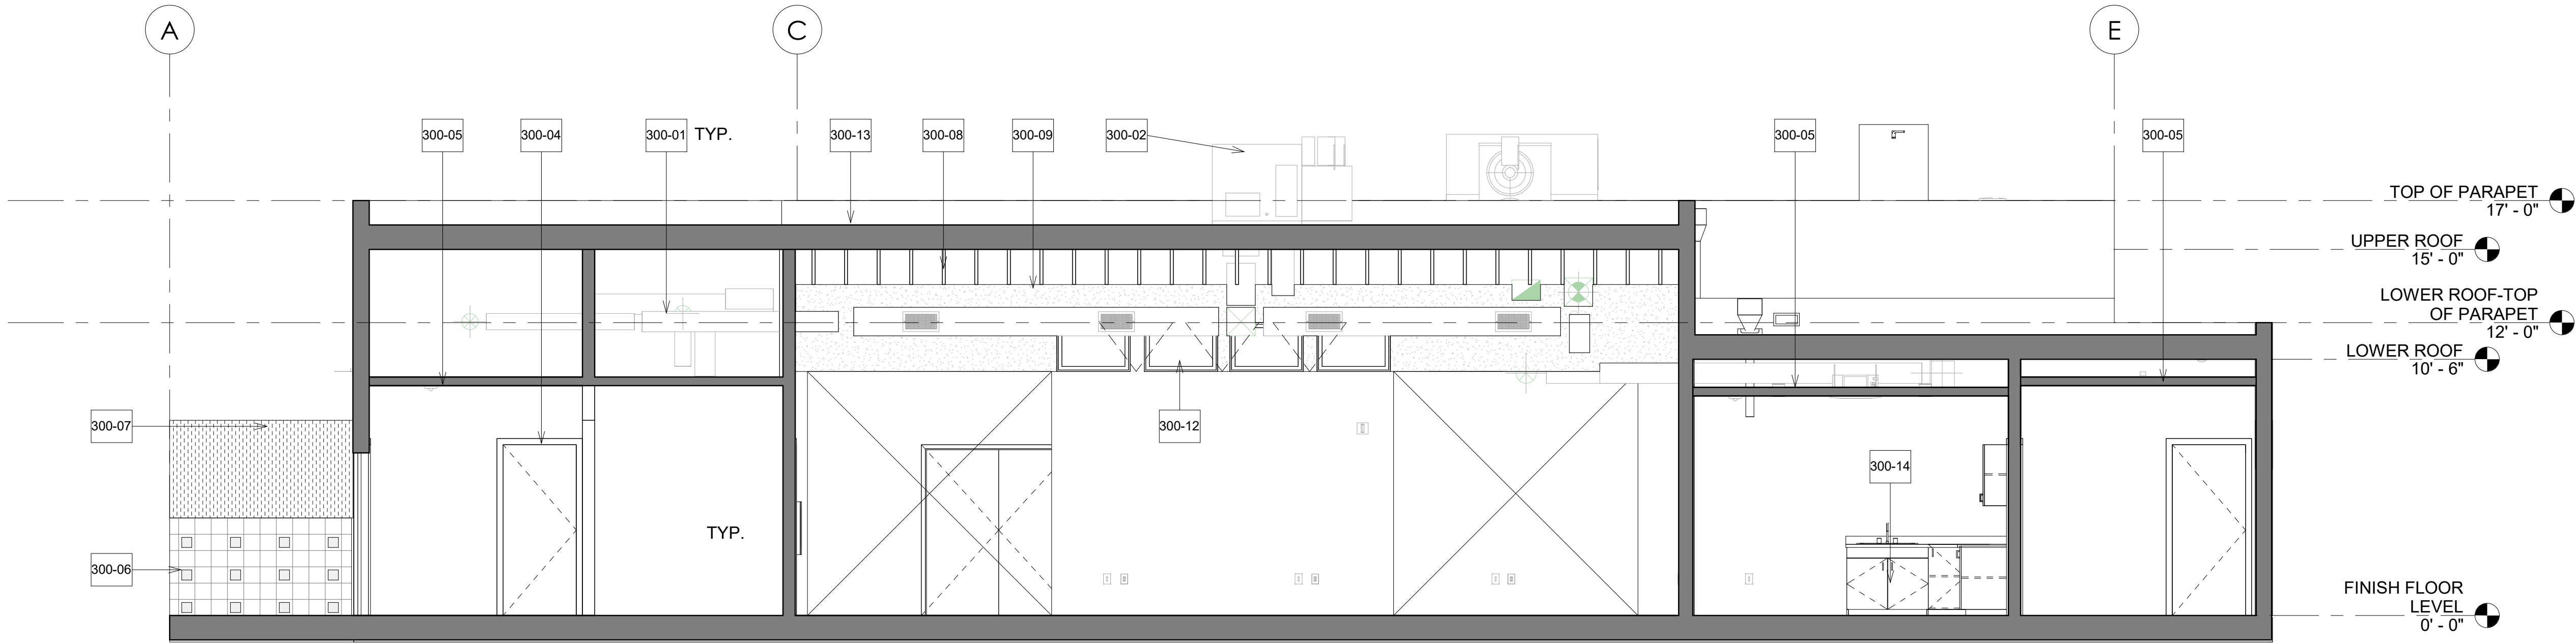 A
C
E
300-05
300-04
300-01 TYP.
300-13
300-08
300-09
300-02
300-05
300-05
TOP OF PARAPET
17' - 0"
UPPER ROOF
15' - 0"
LOWER ROOF-TOP
OF PARAPET
12' - 0"
LOWER ROOF
10' - 6"
300-07
300-12
300-14
TYP.
300-06
FINISH FLOOR
LEVEL
0' - 0"